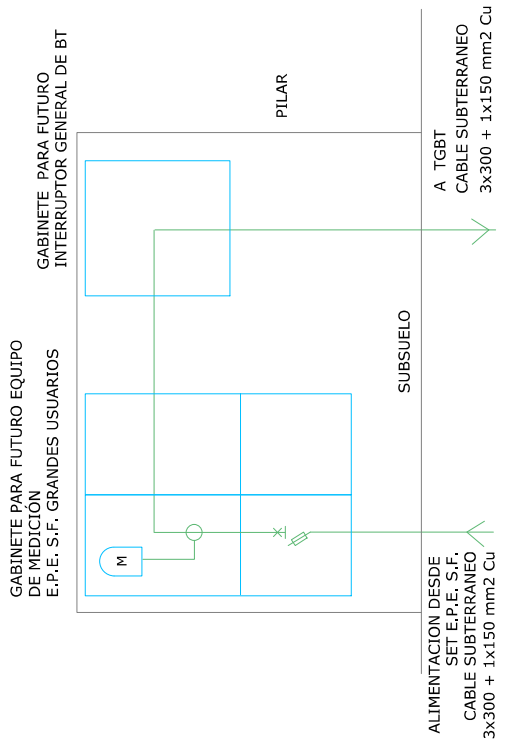 GABINETE PARA FUTURO EQUIPO
DE MEDICIÓN
E.P.E. S.F. GRANDES USUARIOS
GABINETE PARA FUTURO
INTERRUPTOR GENERAL DE BT
PILAR
M
SUBSUELO
ALIMENTACION DESDE
SET E.P.E. S.F.
CABLE SUBTERRANEO
3x300 + 1x150 mm2 Cu
A TGBT
CABLE SUBTERRANEO
3x300 + 1x150 mm2 Cu